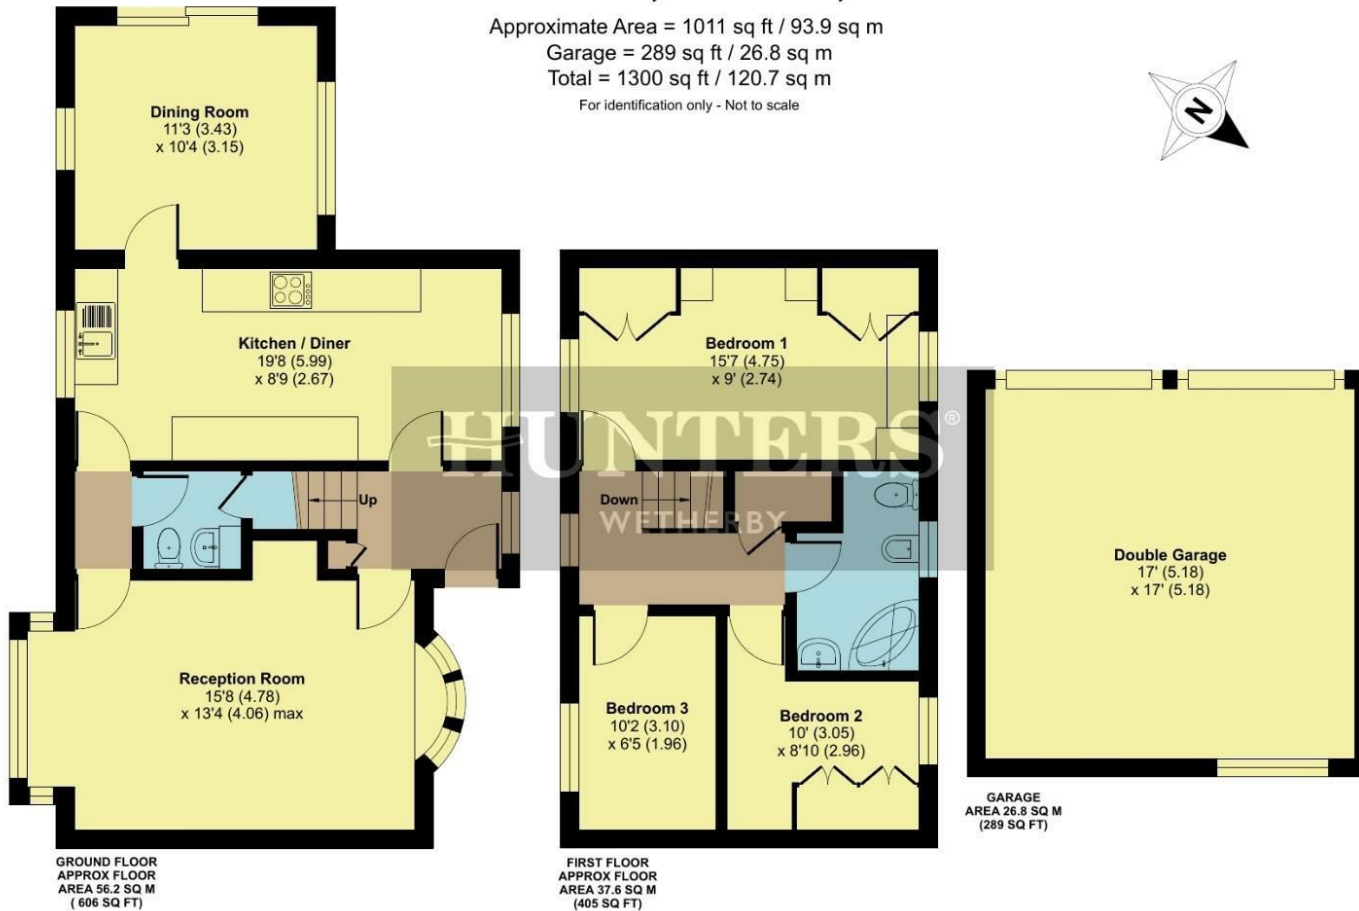 Approximate Area = 1011 sq ft / 93.9 sq m
Garage = 289 sq ft / 26.8 sq m
Total = 1300 sq ft / 120.7 sq m
For identification only - Not to scale
N
Dining Room
11'3 (3.43)
x 10'4 (3.15)
Kitchen / Diner
19'8 (5.99)
x 8'9 (2.67)
Up
Reception Room
15'8 (4.78)
x 13'4 (4.06) max
GROUND FLOOR
APPROX FLOOR
AREA 56.2 SQ M
( 606 SQ FT)
Bedroom 1
15'7 (4.75)
x 9' (2.74)
HUNTERS®
WETHERBY
Down
Bedroom 3
10'2 (3.10)
x 6'5 (1.96)
Bedroom 2
10' (3.05)
x 8'10 (2.96)
FIRST FLOOR
APPROX FLOOR
AREA 37.6 SQ M
(405 SQ FT)
Double Garage
17' (5.18)
x 17' (5.18)
GARAGE
AREA 26.8 SQ M
(289 SQ FT)